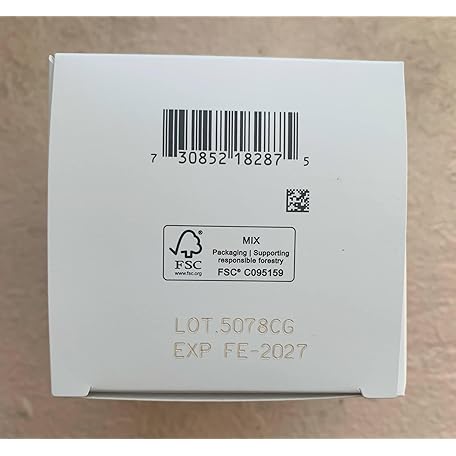 7 30852 18287 5
MIX
Packaging | Supporting
responsible forestry
FSC® C095159
FSC
www.fsc.org
LOT.5078CG
EXP FE-2027